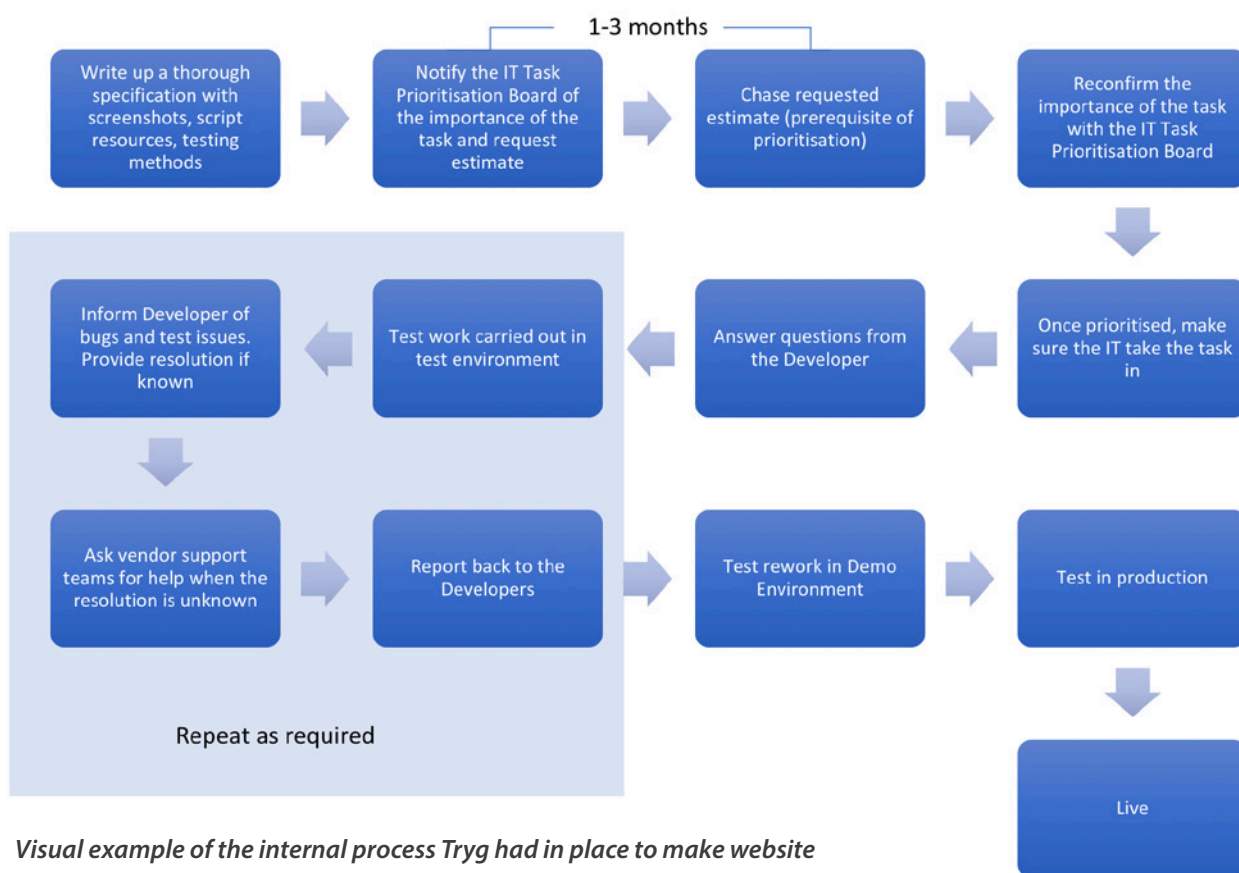 1-3 months
Write up a thorough
specification with
screenshots, script
resources, testing
methods
Notify the IT Task
Prioritisation Board of
the importance of the
task and request
estimate
Chase requested
estimate (prerequisite of
prioritisation)
Reconfirm the
importance of the task
with the IT Task
Prioritisation Board
Once prioritised, make
sure the IT take the task
in
Answer questions from
the Developer
Test work carried out in
test environment
Inform Developer of
bugs and test issues.
Provide resolution if
known
Ask vendor support
teams for help when the
resolution is unknown
Report back to the
Developers
Test rework in Demo
Environment
Test in production
Repeat as required
Live
Visual example of the internal process Tryg had in place to make website